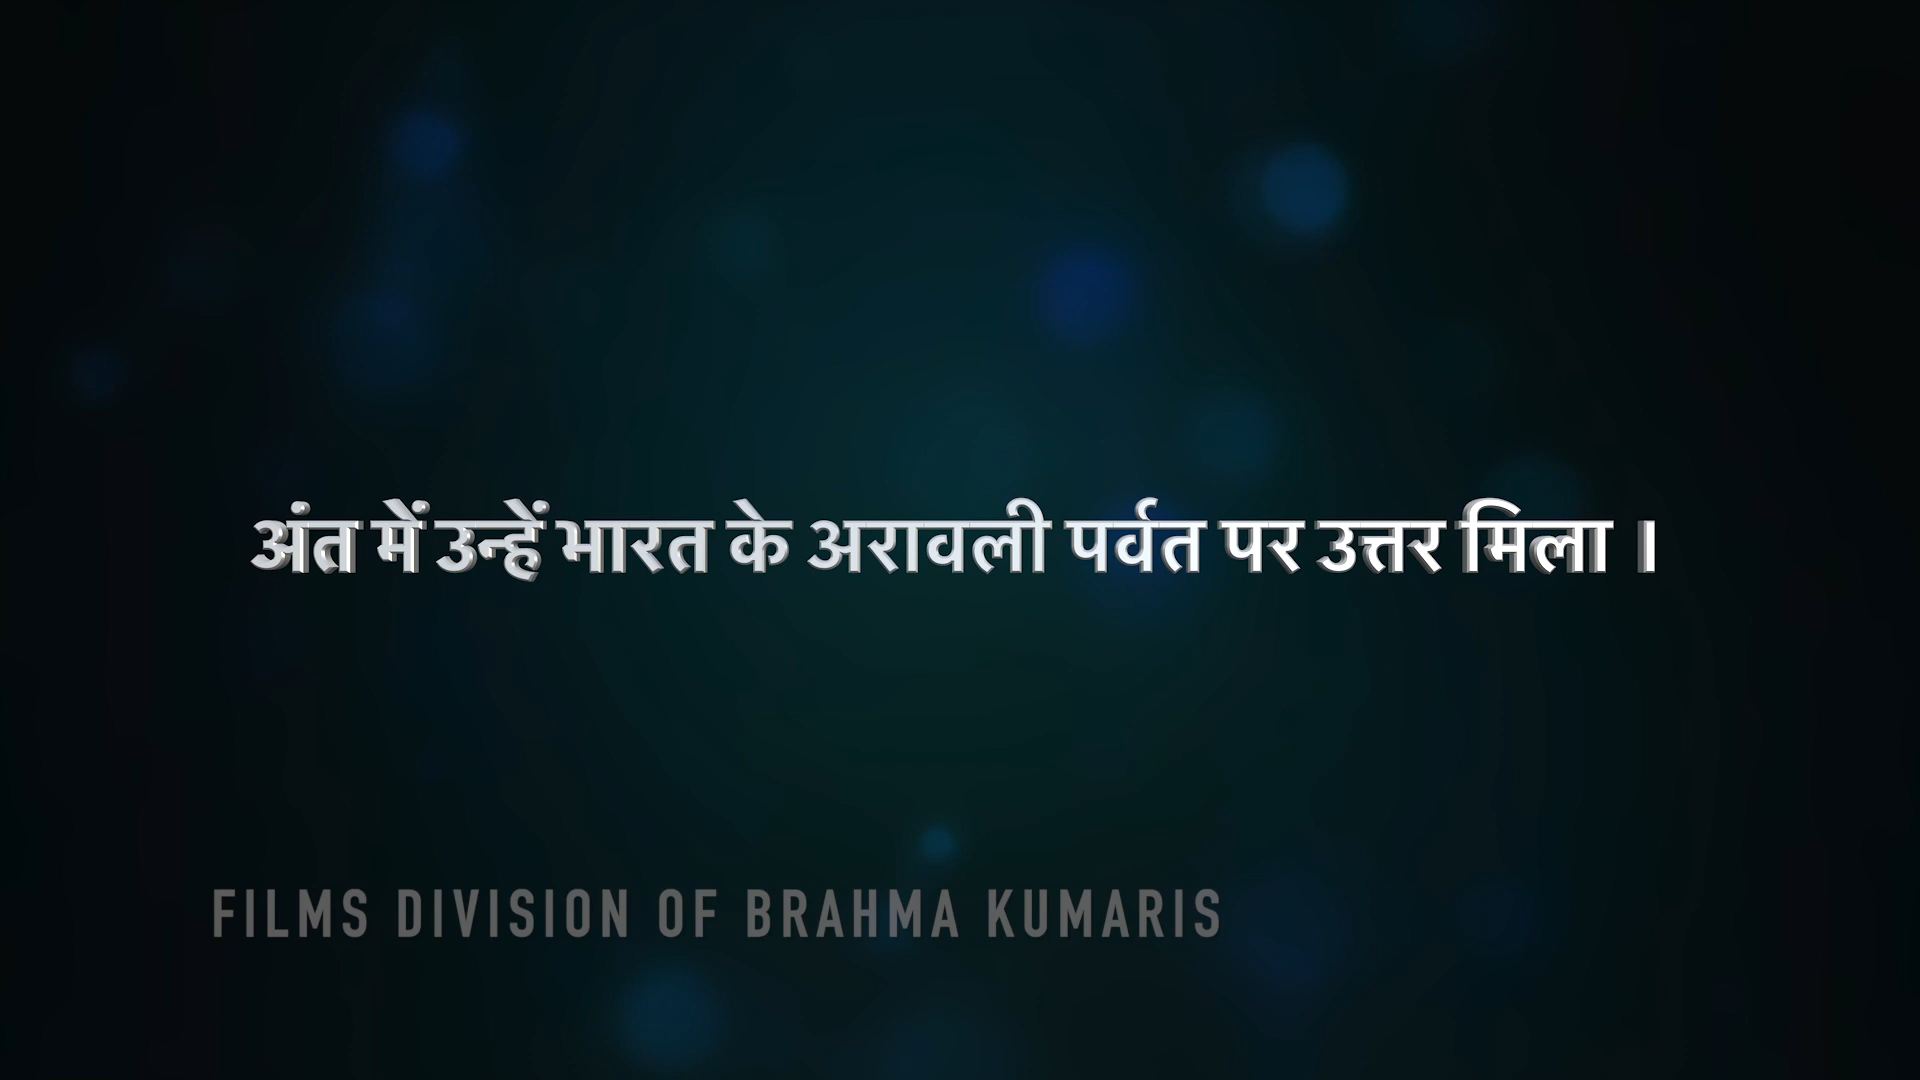 अंत में उन्हें भारत के अरावली पर्वत पर उत्तर मिला ।
FILMS DIVISION OF BRAHMA KUMARIS